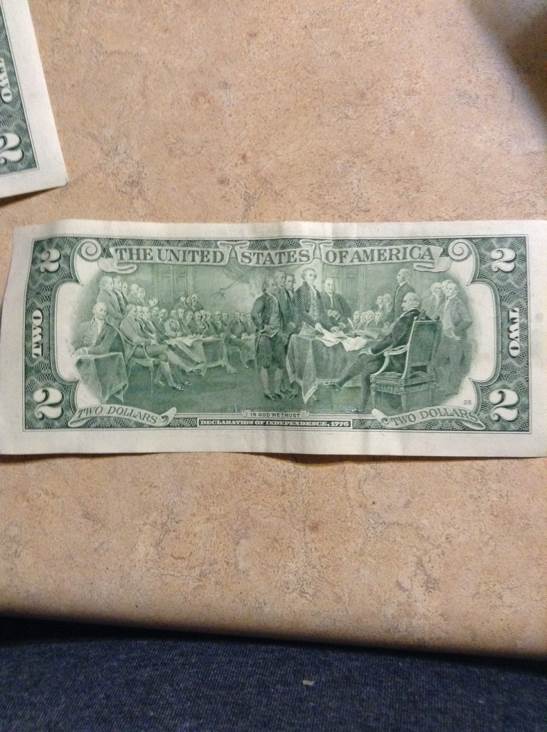 TWO
2
2 THE UNITED STATES OF AMERICA 2
TWO TWO
2 TWO DOLLARS IN GOD WE TRUST TWO DOLLARS 2
DECLARATION OF INDEPENDENCE, 1776